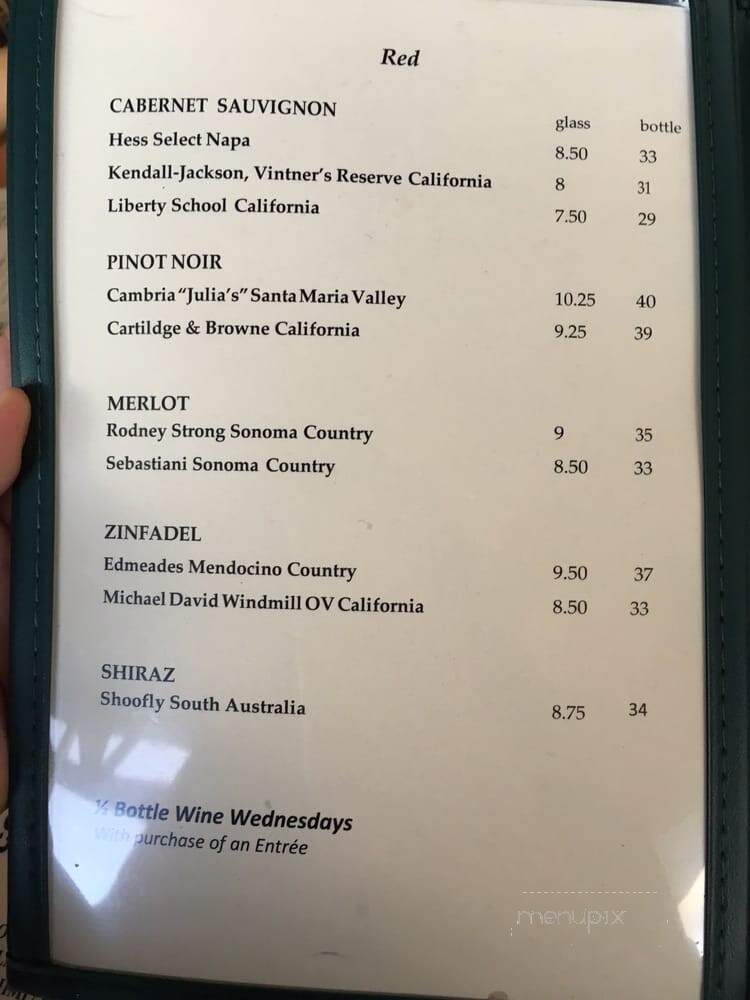 Red
CABERNET SAUVIGNON glass bottle
Hess Select Napa 8.50 33
Kendall-Jackson, Vintner's Reserve California 8 31
Liberty School California 7.50 29
PINOT NOIR
Cambria "Julia's" Santa Maria Valley 10.25 40
Cartildge & Browne California 9.25 39
MERLOT
Rodney Strong Sonoma Country 9 35
Sebastiani Sonoma Country 8.50 33
ZINFADEL
Edmeades Mendocino Country 9.50 37
Michael David Windmill OV California 8.50 33
SHIRAZ
Shoofly South Australia 8.75 34
½ Bottle Wine Wednesdays
With purchase of an Entrée
menupix